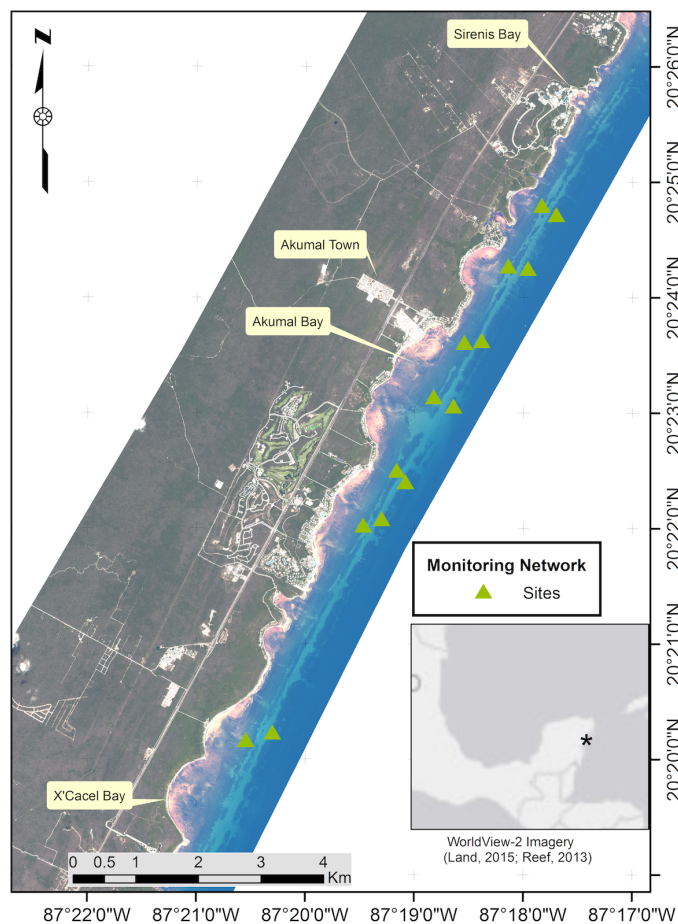 Z
Sirenis Bay
Akumal Town
Akumal Bay
X'Cacel Bay
20°26'0"N
20°25'0"N
20°24'0"N
20°23'0"N
20°22'0"N
20°21'0"N
20°20'0"N
Monitoring Network
Sites
*
WorldView-2 Imagery
(Land, 2015; Reef, 2013)
0 0.5 1 2 3 4
Km
87°22'0"W 87°21'0"W 87°20'0"W 87°19'0"W 87°18'0"W 87°17'0"W